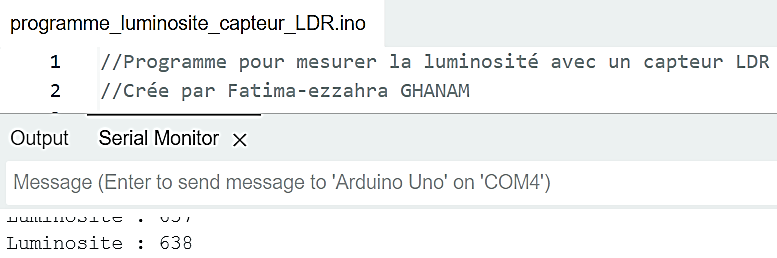 programme_luminosite_capteur_LDR.ino
1 //Programme pour mesurer la luminosité avec un capteur LDR
2 //Crée par Fatima-ezzahra GHANAM
Output Serial Monitor ×
Message (Enter to send message to 'Arduino Uno' on 'COM4')
Luminosite :
Luminosite : 638